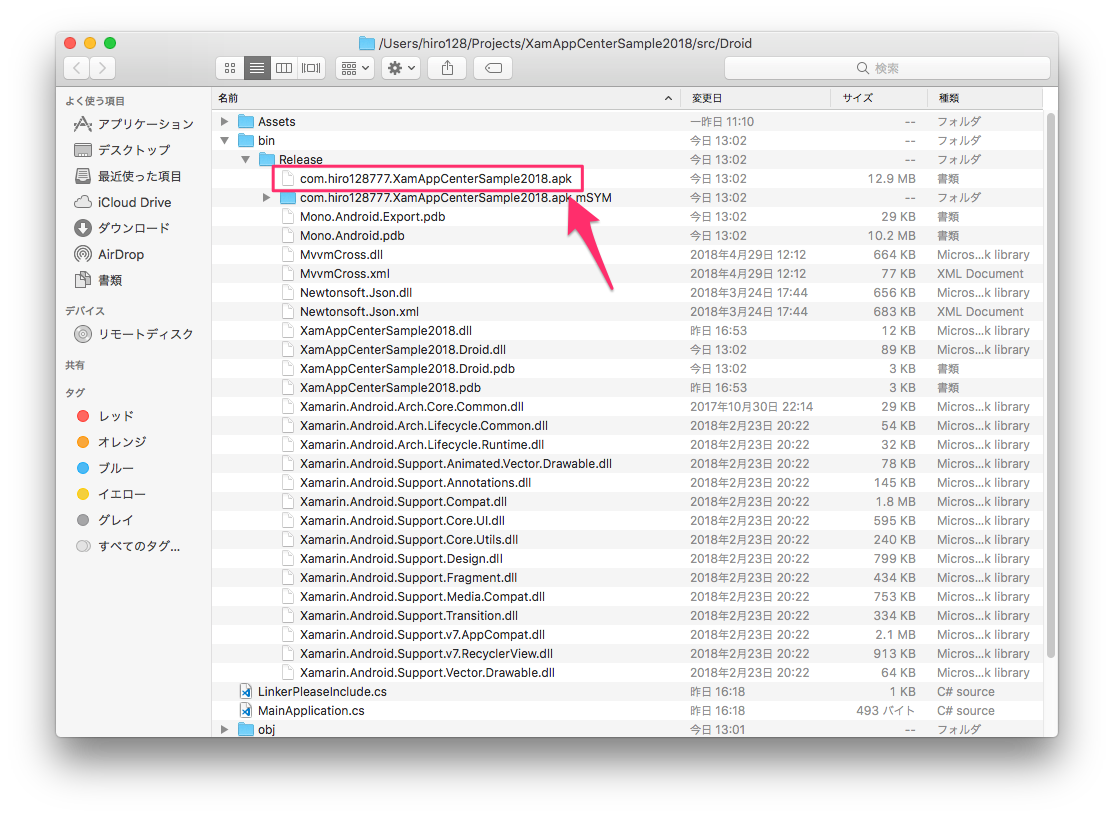 /Users/hiro128/Projects/XamAppCenterSample2018/src/Droid
検索
よく使う項目
アプリケーション
デスクトップ
最近使った項目
iCloud Drive
ダウンロード
AirDrop
書類
デバイス
リモートディスク
共有
タグ
レッド
オレンジ
ブルー
イエロー
グレイ
すべてのタグ...
名前 変更日 サイズ 種類
Assets 一昨日 11:10 -- フォルダ
bin 今日 13:02 -- フォルダ
Release 今日 13:02 -- フォルダ
com.hiro128777.XamAppCenterSample2018.apk 今日 13:02 12.9 MB 書類
com.hiro128777.XamAppCenterSample2018.apk.mSYM 今日 13:02 -- フォルダ
Mono.Android.Export.pdb 今日 13:02 29 KB 書類
Mono.Android.pdb 今日 13:02 10.2 MB 書類
MvvmCross.dll 2018年4月29日 12:12 664 KB Micros...k library
MvvmCross.xml 2018年4月29日 12:12 77 KB XML Document
Newtonsoft.Json.dll 2018年3月24日 17:44 656 KB Micros...k library
Newtonsoft.Json.xml 2018年3月24日 17:44 683 KB XML Document
XamAppCenterSample2018.dll 昨日 16:53 12 KB Micros...k library
XamAppCenterSample2018.Droid.dll 今日 13:02 89 KB Micros...k library
XamAppCenterSample2018.Droid.pdb 今日 13:02 3 KB 書類
XamAppCenterSample2018.pdb 昨日 16:53 3 KB 書類
Xamarin.Android.Arch.Core.Common.dll 2017年10月30日 22:14 29 KB Micros...k library
Xamarin.Android.Arch.Lifecycle.Common.dll 2018年2月23日 20:22 54 KB Micros...k library
Xamarin.Android.Arch.Lifecycle.Runtime.dll 2018年2月23日 20:22 32 KB Micros...k library
Xamarin.Android.Support.Animated.Vector.Drawable.dll 2018年2月23日 20:22 78 KB Micros...k library
Xamarin.Android.Support.Annotations.dll 2018年2月23日 20:22 145 KB Micros...k library
Xamarin.Android.Support.Compat.dll 2018年2月23日 20:22 1.8 MB Micros...k library
Xamarin.Android.Support.Core.UI.dll 2018年2月23日 20:22 595 KB Micros...k library
Xamarin.Android.Support.Core.Utils.dll 2018年2月23日 20:22 240 KB Micros...k library
Xamarin.Android.Support.Design.dll 2018年2月23日 20:22 799 KB Micros...k library
Xamarin.Android.Support.Fragment.dll 2018年2月23日 20:22 434 KB Micros...k library
Xamarin.Android.Support.Media.Compat.dll 2018年2月23日 20:22 753 KB Micros...k library
Xamarin.Android.Support.Transition.dll 2018年2月23日 20:22 334 KB Micros...k library
Xamarin.Android.Support.v7.AppCompat.dll 2018年2月23日 20:22 2.1 MB Micros...k library
Xamarin.Android.Support.v7.RecyclerView.dll 2018年2月23日 20:22 913 KB Micros...k library
Xamarin.Android.Support.Vector.Drawable.dll 2018年2月23日 20:22 64 KB Micros...k library
LinkerPleaseInclude.cs 昨日 16:18 1 KB C# source
MainApplication.cs 昨日 16:18 493 バイト C# source
obj 今日 13:01 -- フォルダ